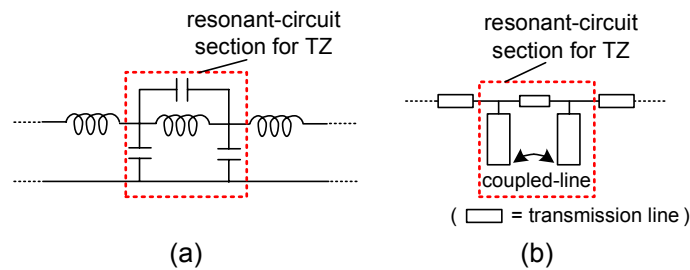 resonant-circuit
section for TZ
(a)
resonant-circuit
section for TZ
coupled-line
( = transmission line )
(b)